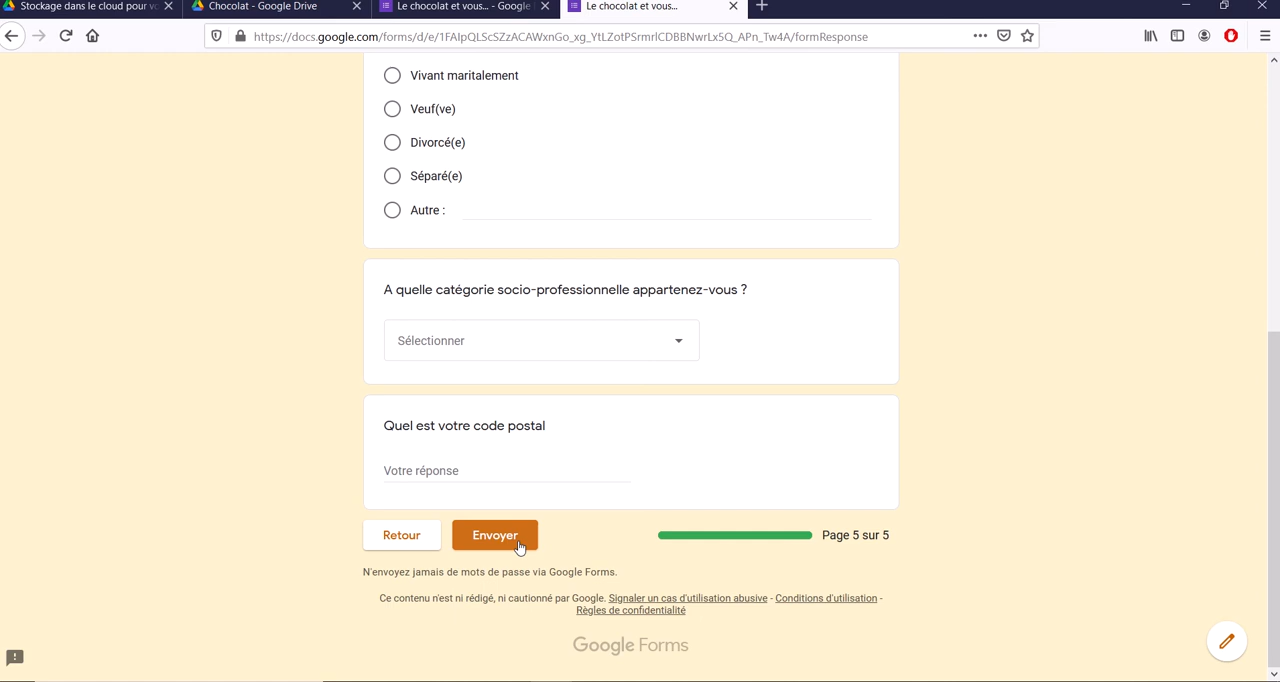 Stockage dans le cloud pour v
Chocolat - Google Drive
Le chocolat et vous... - Google
Le chocolat et vous...
https://docs.google.com/forms/d/e/1FAIpQLScSZzACAWxnGo_xg_YtLZotPSrmrlCDBBNwrLx5Q_APn_Tw4A/formResponse
Vivant maritalement
Veuf(ve)
Divorcé(e)
Séparé(e)
Autre :
A quelle catégorie socio-professionnelle appartenez-vous ?
Sélectionner
Quel est votre code postal
Votre réponse
Retour
Envoyer
Page 5 sur 5
N'envoyez jamais de mots de passe via Google Forms.
Ce contenu n'est ni rédigé, ni cautionné par Google. Signaler un cas d'utilisation abusive - Conditions d'utilisation -
Règles de confidentialité
Google Forms